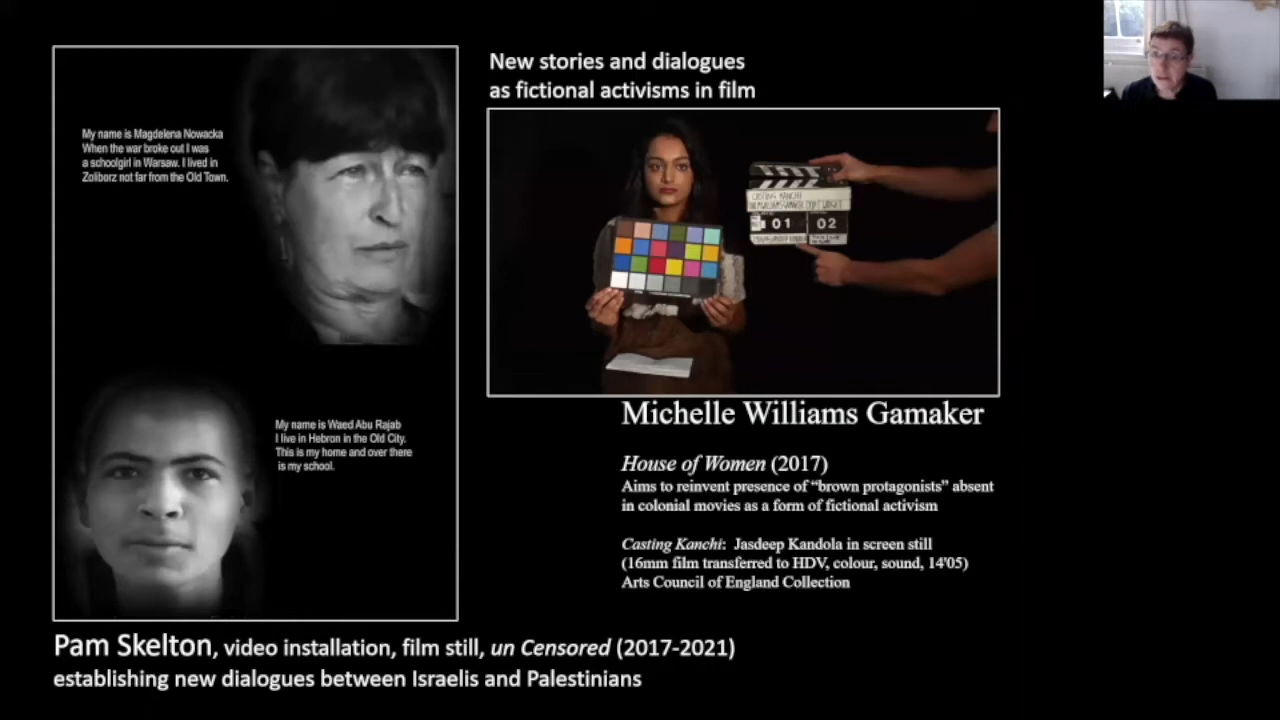 New stories and dialogues
as fictional activisms in film
My name is Magdelena Nowacka
When the war broke out I was
a schoolgirl in Warsaw. I lived in
Zoliborz not far from the Old Town.
My name is Waed Abu Rajab
I live in Hebron in the Old City.
This is my home and over there
is my school.
CASTING KANCHI
01
02
Michelle Williams Gamaker
House of Women (2017)
Aims to reinvent presence of “brown protagonists” absent
in colonial movies as a form of fictional activism
Casting Kanchi: Jasdeep Kandola in screen still
(16mm film transferred to HDV, colour, sound, 14'05)
Arts Council of England Collection
Pam Skelton, video installation, film still, un Censored (2017-2021)
establishing new dialogues between Israelis and Palestinians